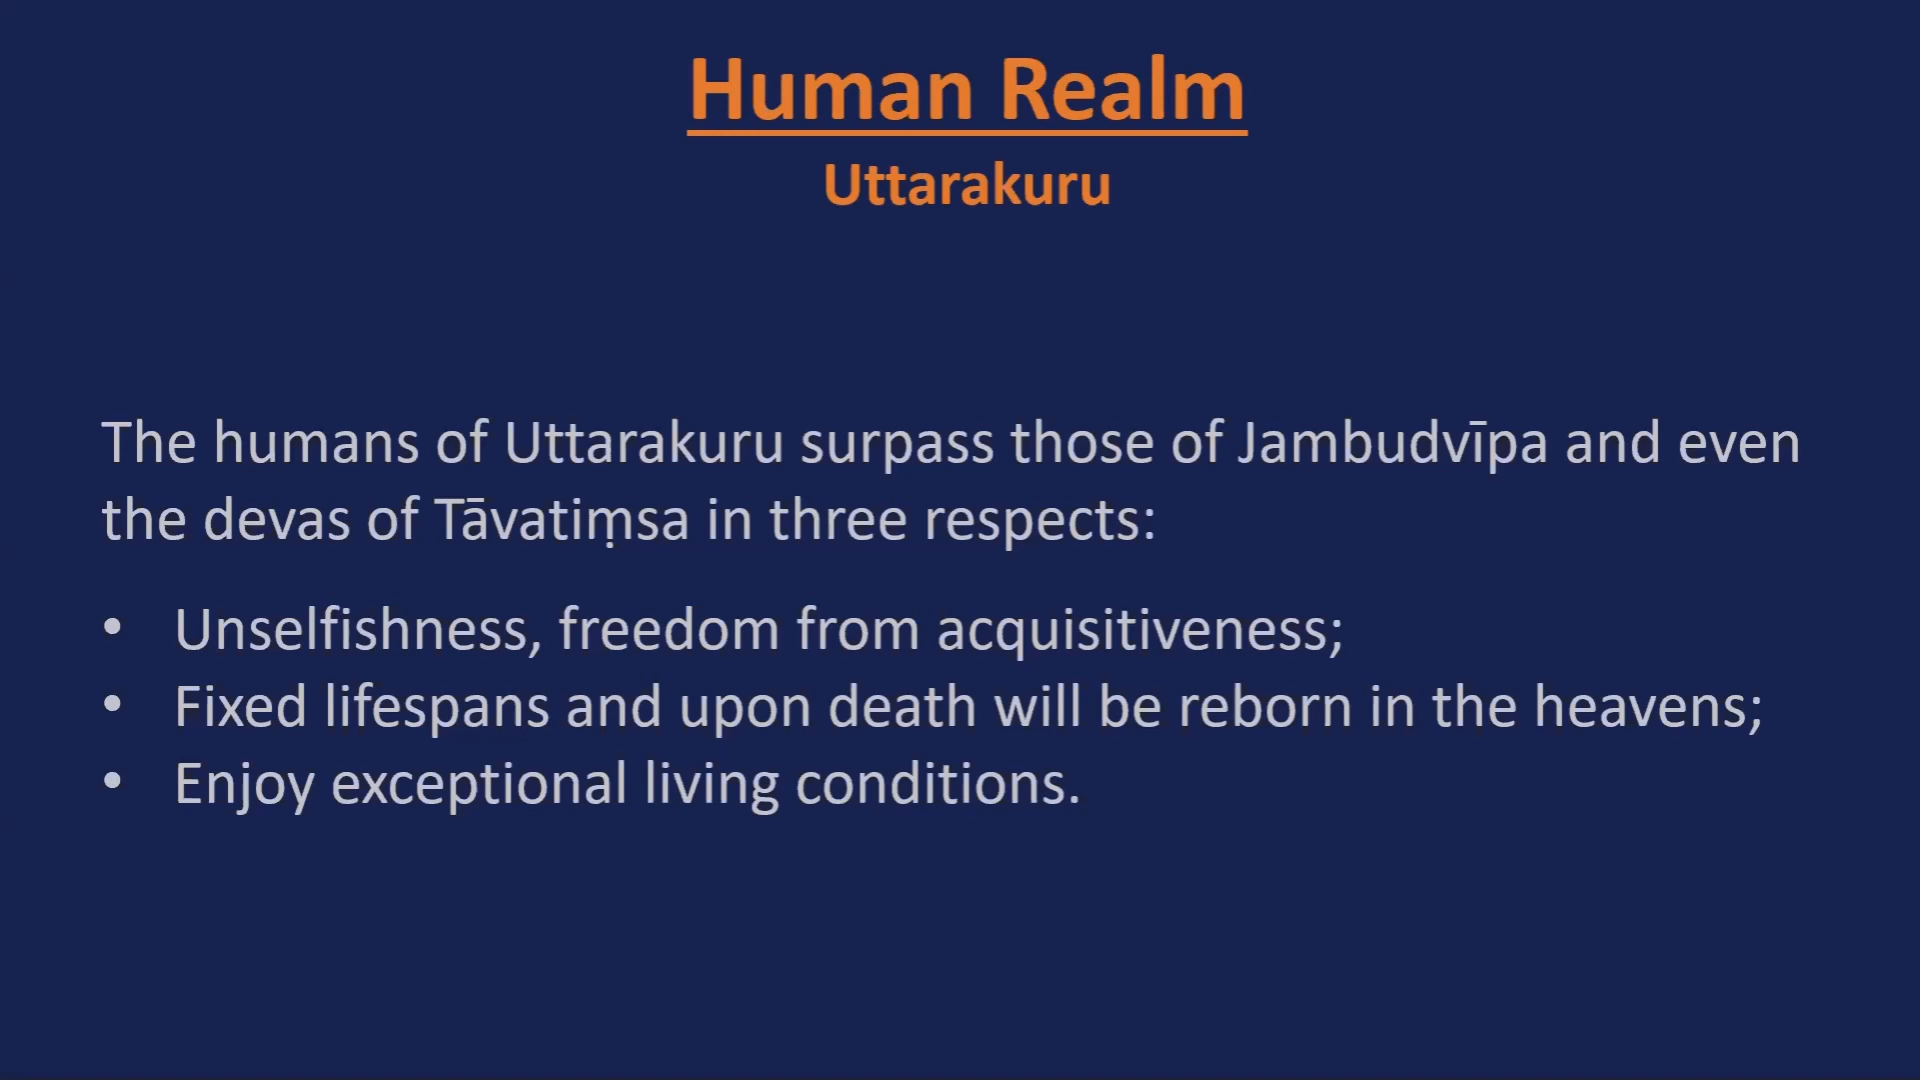 Human Realm
Uttarakuru
The humans of Uttarakuru surpass those of Jambudvīpa and even
the devas of Tāvatiṃsa in three respects:
• Unselfishness, freedom from acquisitiveness;
• Fixed lifespans and upon death will be reborn in the heavens;
• Enjoy exceptional living conditions.